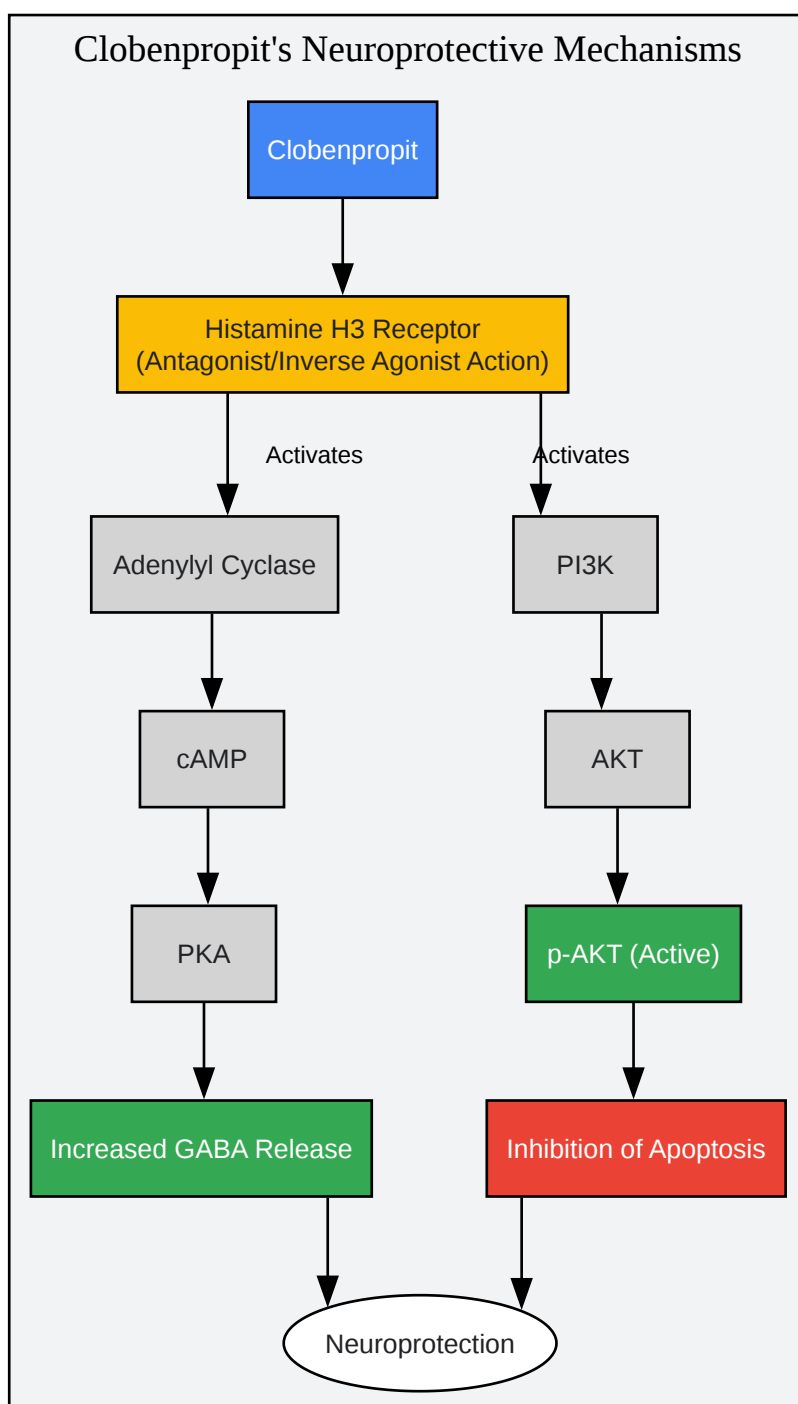 Clobenpropit's Neuroprotective Mechanisms
Clobenpropit
Histamine H3 Receptor
(Antagonist/Inverse Agonist Action)
Activates
Activates
Adenylyl Cyclase
PI3K
cAMP
AKT
PKA
p-AKT (Active)
Increased GABA Release
Inhibition of Apoptosis
Neuroprotection